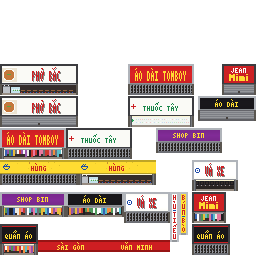 PHỞ BẮC
ÁO DÀI TOMBOY
JEAN
Mimi
PHỞ BẮC
THUỐC TÂY
ÁO DÀI
ÁO DÀI TOMBOY
THUỐC TÂY
SHOP BIN
HÙNG
HÙNG
SHOP BIN
ÁO DÀI
JEAN
Mimi
QUẦN ÁO
SÀI GÒN
VĂN MINH
QUẦN ÁO